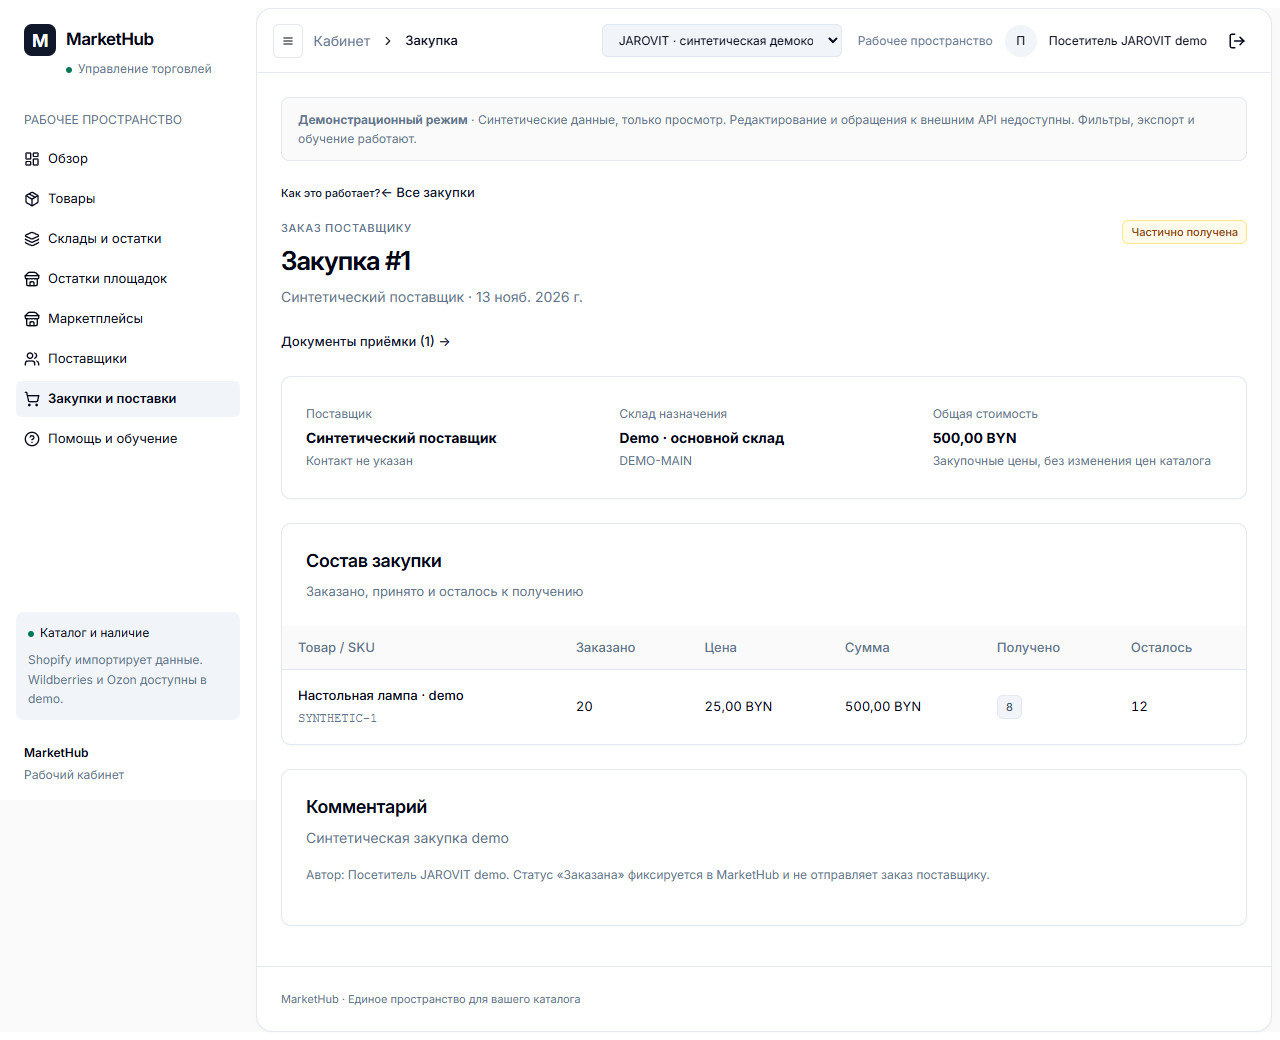 M MarketHub
Управление торговлей
РАБОЧЕЕ ПРОСТРАНСТВО
Обзор
Товары
Склады и остатки
Остатки площадок
Маркетплейсы
Поставщики
Закупки и поставки
Помощь и обучение
Каталог и наличие
Shopify импортирует данные.
Wildberries и Ozon доступны в
demo.
MarketHub
Рабочий кабинет
Кабинет > Закупка
JAROVIT · синтетическая демоко
Рабочее пространство
П
Посетитель JAROVIT demo
Демонстрационный режим · Синтетические данные, только просмотр. Редактирование и обращения к внешним API недоступны. Фильтры, экспорт и
обучение работают.
Как это работает?← Все закупки
ЗАКАЗ ПОСТАВЩИКУ
Частично получена
Закупка #1
Синтетический поставщик · 13 нояб. 2026 г.
Документы приёмки (1) →
Поставщик
Синтетический поставщик
Контакт не указан
Склад назначения
Demo · основной склад
DEMO-MAIN
Общая стоимость
500,00 BYN
Закупочные цены, без изменения цен каталога
Состав закупки
Заказано, принято и осталось к получению
Товар / SKU Заказано Цена Сумма Получено Осталось
Настольная лампа · demo
SYNTHETIC-1
20 25,00 BYN 500,00 BYN 8 12
Комментарий
Синтетическая закупка demo
Автор: Посетитель JAROVIT demo. Статус «Заказана» фиксируется в MarketHub и не отправляет заказ поставщику.
MarketHub · Единое пространство для вашего каталога